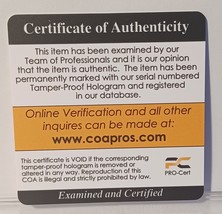 Certificate of Authenticity
This item has been examined by our
Team of Professionals and it is our opinion
that the item is authentic. The item has been
permanently marked with our serial numbered
Tamper-Proof Hologram and registered
in our database.
Online Verification and all other
inquires can be made at:
www.coapros.com
This certificate is VOID if the corresponding
tamper-proof hologram is removed or
altered in any way. Reproduction of this
COA is illegal and strictly prohibited by law.
PRO-Cert
Examined and Certified